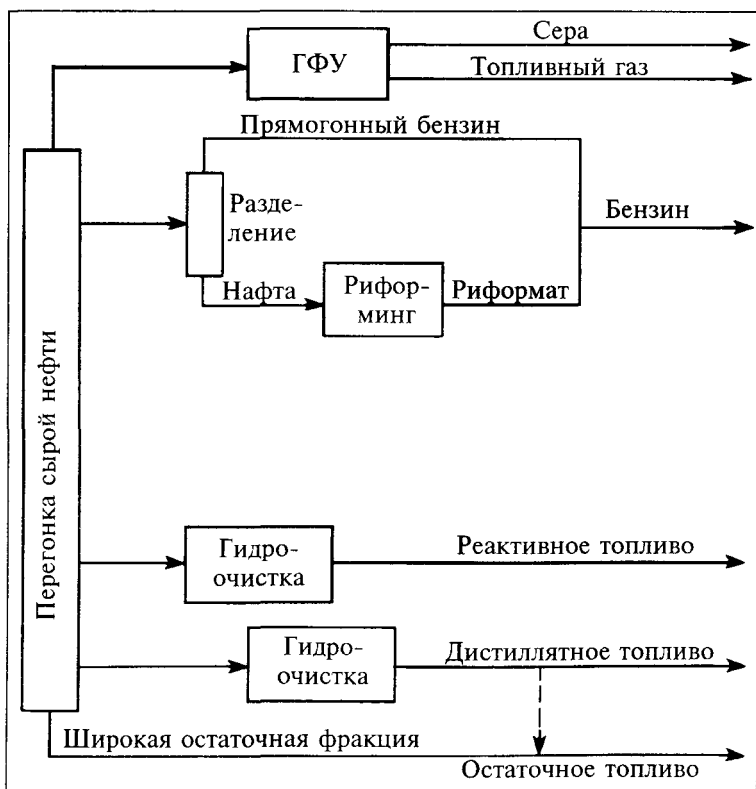 Сера
ГФУ
Топливный газ
Прямогонный бензин
Разде-
ление
Бензин
Нафта
Рифор-
минг
Риформат
Перегонка сырой нефти
Гидро-
очистка
Реактивное топливо
Гидро-
очистка
Дистиллятное топливо
Широкая остаточная фракция
Остаточное топливо